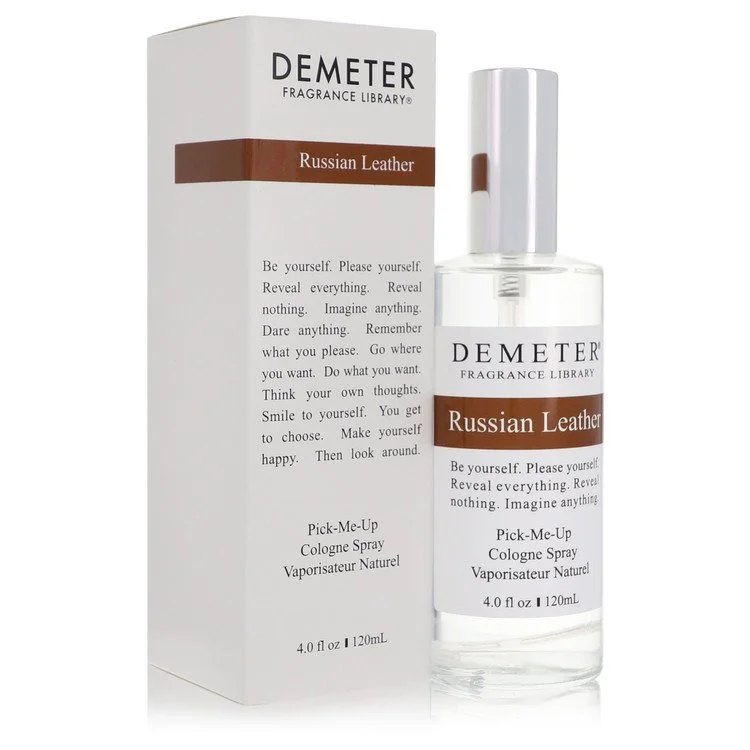 DEMETER
FRAGRANCE LIBRARY®
Russian Leather
Be yourself. Please yourself.
Reveal everything. Reveal
nothing. Imagine anything.
Dare anything. Remember
what you please. Go where
you want. Do what you want.
Think your own thoughts.
Smile to yourself. You get
to choose. Make yourself
happy. Then look around.
Pick-Me-Up
Cologne Spray
Vaporisateur Naturel
4.0 fl oz 120mL
DEMETER®
FRAGRANCE LIBRARY
Russian Leather
Be yourself. Please yourself.
Reveal everything. Reveal
nothing. Imagine anything.
Pick-Me-Up
Cologne Spray
Vaporisateur Naturel
4.0 fl oz 120mL